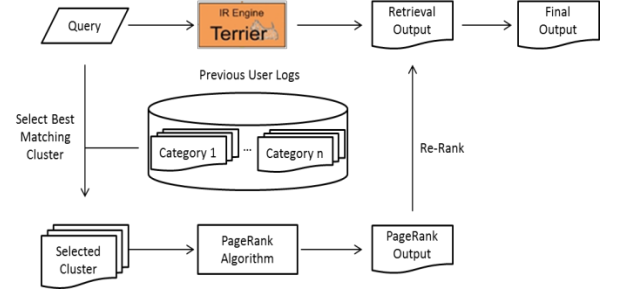 Query
IR Engine
Terrier
Retrieval
Output
Final
Output
Previous User Logs
Select Best
Matching
Cluster
Category 1
...
Category n
Re-Rank
Selected
Cluster
PageRank
Algorithm
PageRank
Output